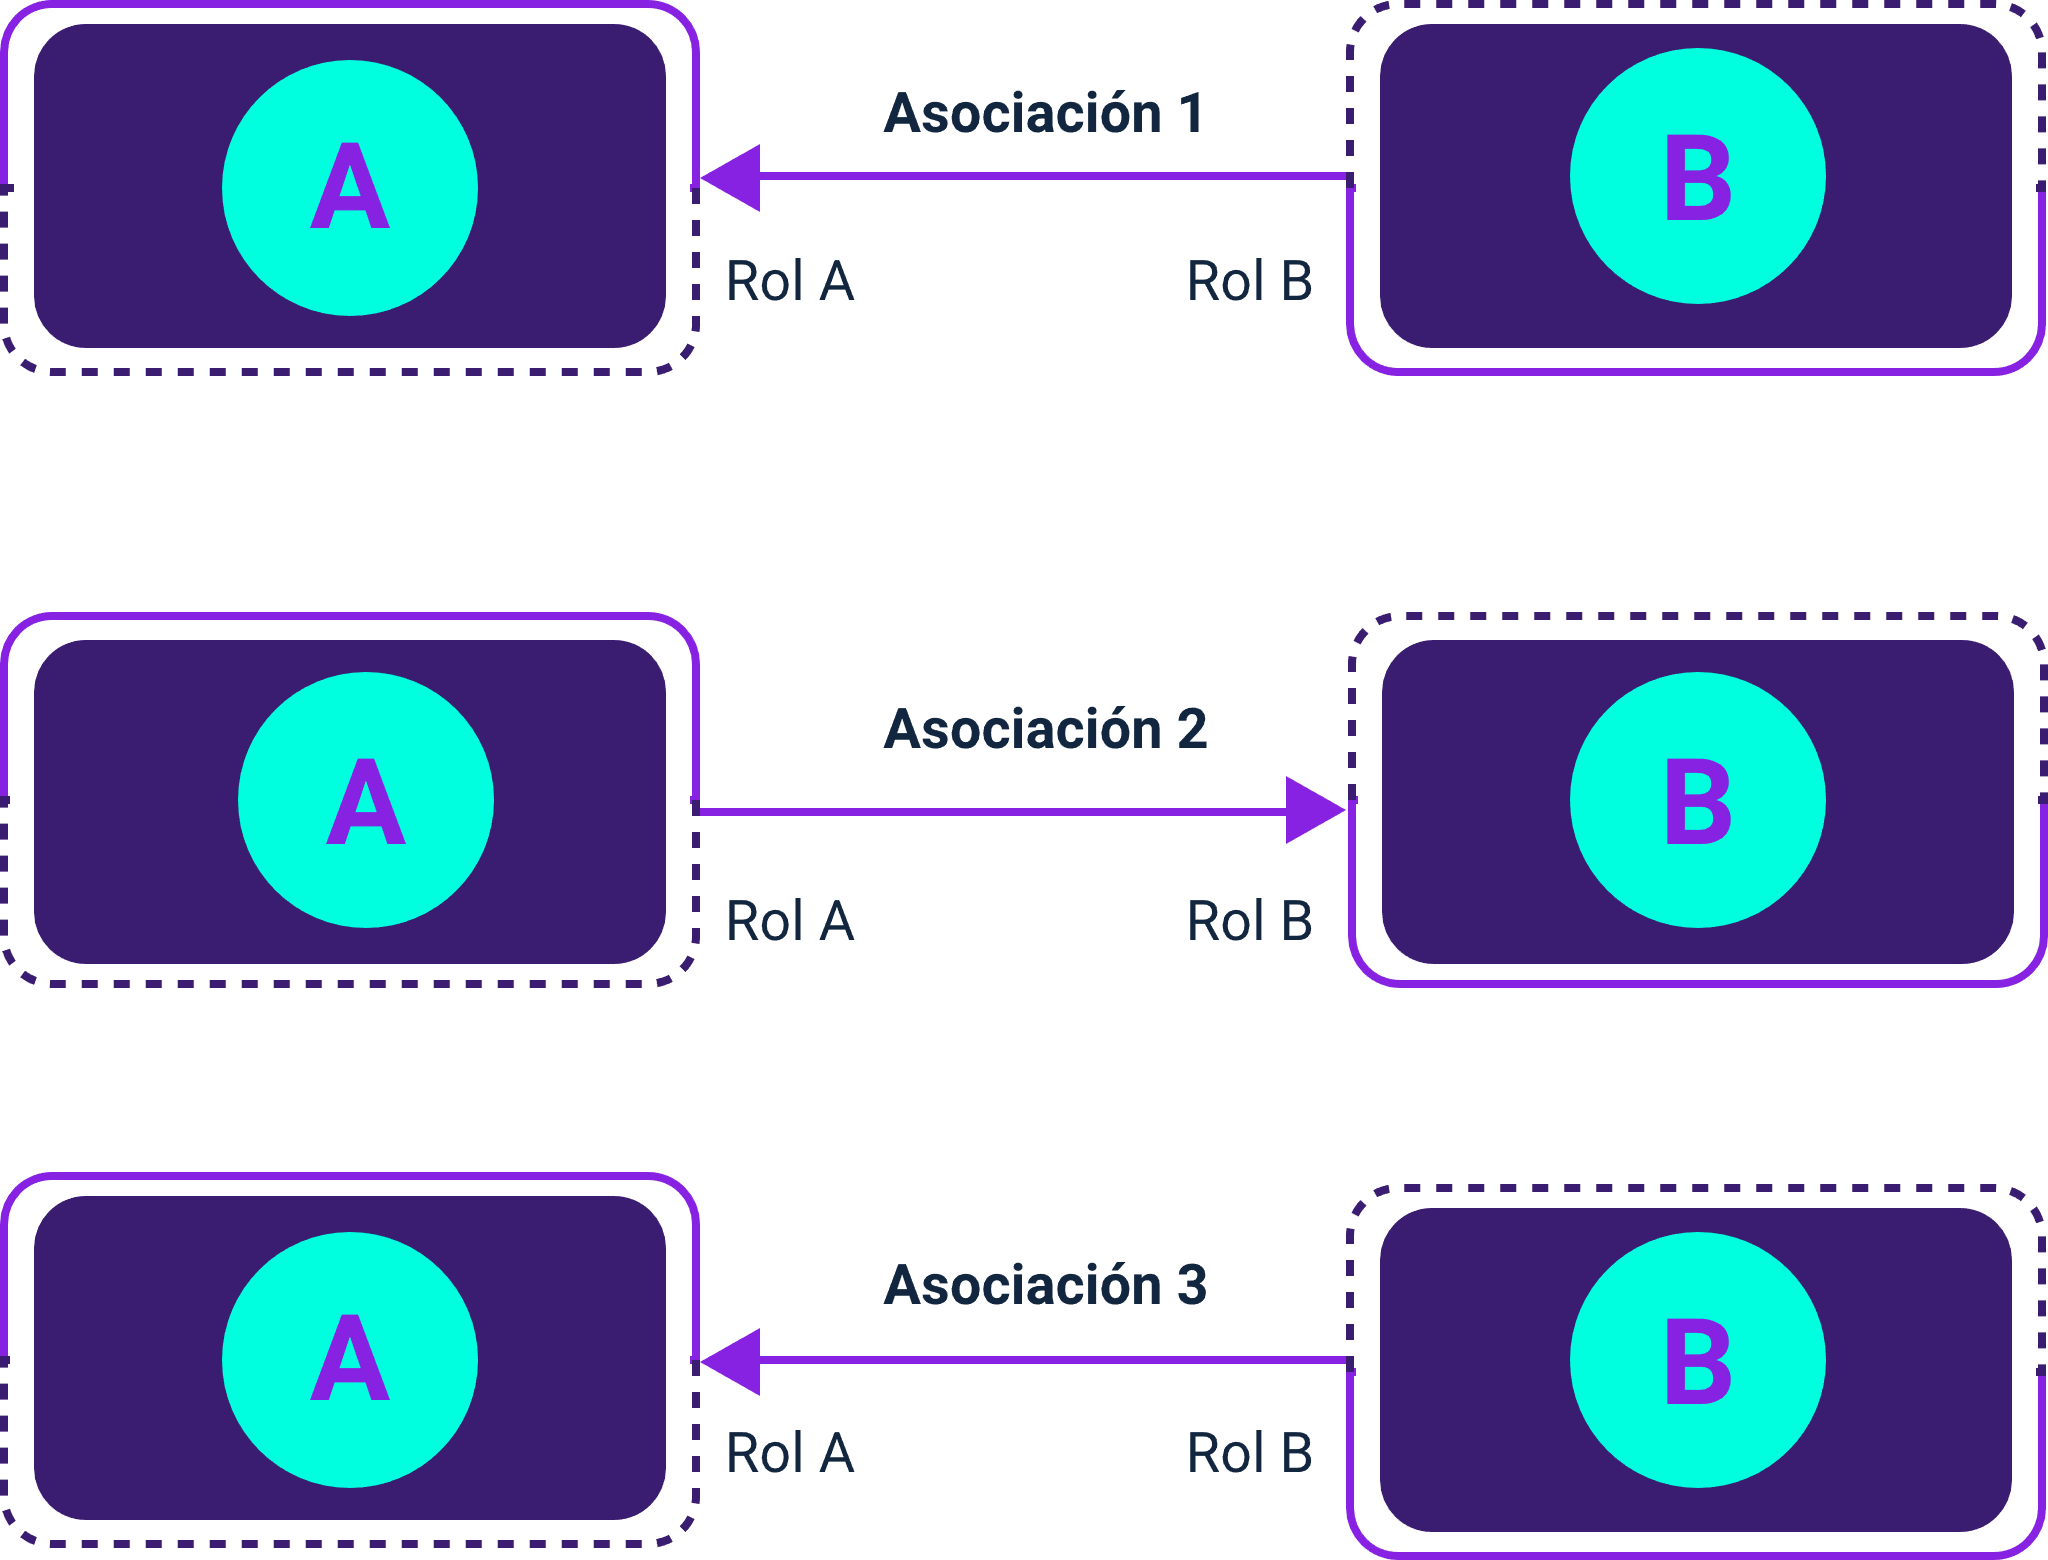 A
Asociación 1
B
Rol A
Rol B
A
Asociación 2
B
Rol A
Rol B
A
Asociación 3
B
Rol A
Rol B